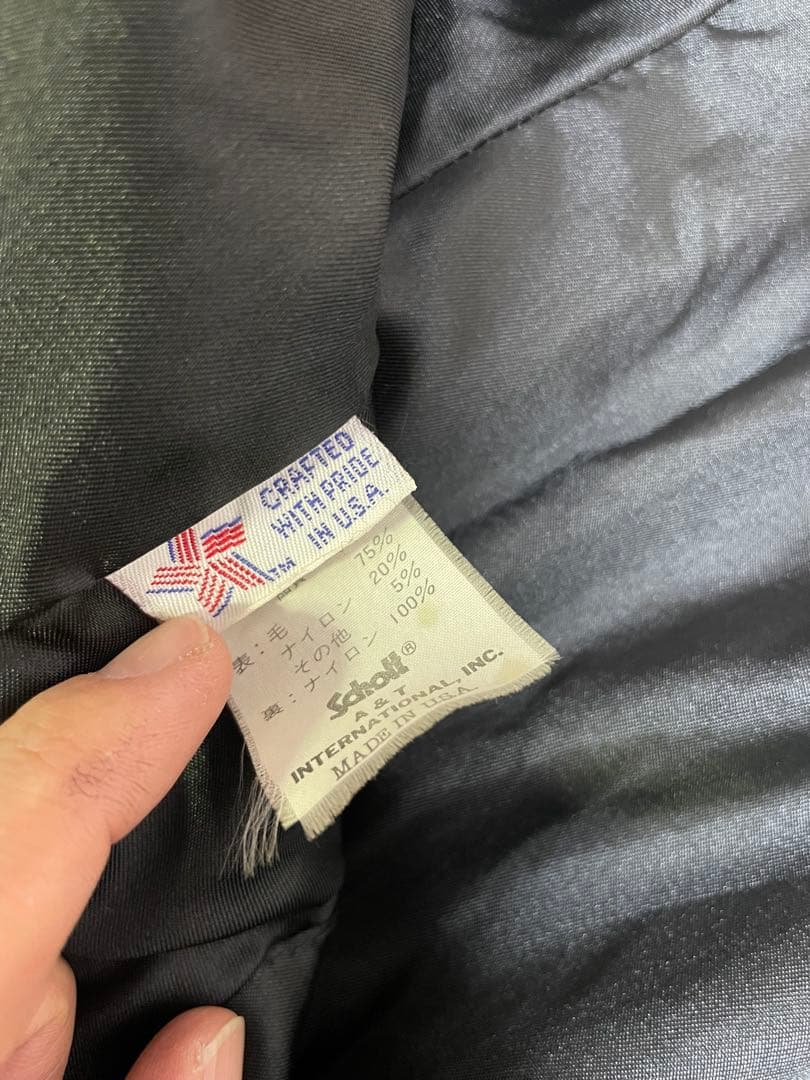 CRAFTED
WITH PRIDE
IN U.S.A.
TM
表：毛 75%
ナイロン 20%
その他 5%
裏：ナイロン 100%
Schott®
A & T
INTERNATIONAL, INC.
MADE IN U.S.A.